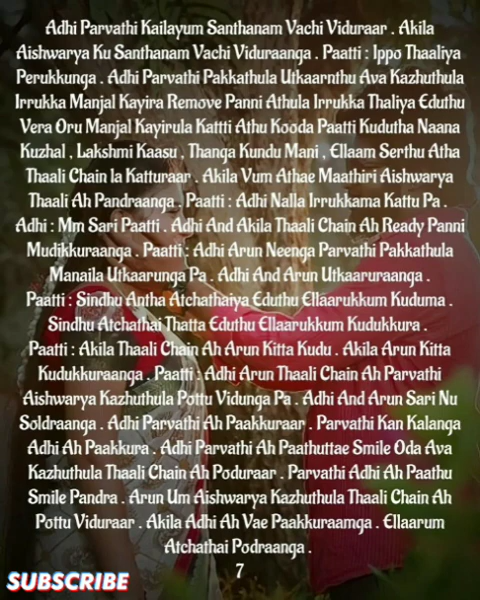 Adhi Parvathi Kailayum Santhanam Vachi Viduraar . Akila
Aishwarya Ku Santhanam Vachi Viduraanga . Paatti : Ippo Thaaliya
Perukkunga . Adhi Parvathi Pakkathula Utkaarnthu Ava Kazhuthula
Irrukka Manjal Kayira Remove Panni Athula Irrukka Thaliya Eduthu
Vera Oru Manjal Kayirula Kattti Athu Kooda Paatti Kudutha Naana
Kuzhal , Lakshmi Kaasu , Thanga Kundu Mani , Ellaam Serthu Atha
Thaali Chain la Katturaar . Akila Vum Athae Maathiri Aishwarya
Thaali Ah Pandraanga . Paatti : Adhi Nalla Irrukkama Kattu Pa .
Adhi : Mm Sari Paatti . Adhi And Akila Thaali Chain Ah Ready Panni
Mudikkuraanga . Paatti : Adhi Arun Neenga Parvathi Pakkathula
Manaila Utkaarunga Pa . Adhi And Arun Utkaaruraanga .
Paatti : Sindhu Antha Atchathaiya Eduthu Ellaarukkum Kuduma .
Sindhu Atchathai Thatta Eduthu Ellaarukkum Kudukkura .
Paatti : Akila Thaali Chain Ah Arun Kitta Kudu . Akila Arun Kitta
Kudukkuraanga . Paatti : Adhi Arun Thaali Chain Ah Parvathi
Aishwarya Kazhuthula Pottu Vidunga Pa . Adhi And Arun Sari Nu
Soldraanga . Adhi Parvathi Ah Paakkuraar . Parvathi Kan Kalanga
Adhi Ah Paakkura . Adhi Parvathi Ah Paathuttae Smile Oda Ava
Kazhuthula Thaali Chain Ah Poduraar . Parvathi Adhi Ah Paathu
Smile Pandra . Arun Um Aishwarya Kazhuthula Thaali Chain Ah
Pottu Viduraar . Akila Adhi Ah Vae Paakkuraamga . Ellaarum
Atchathai Podraanga .
7
SUBSCRIBE